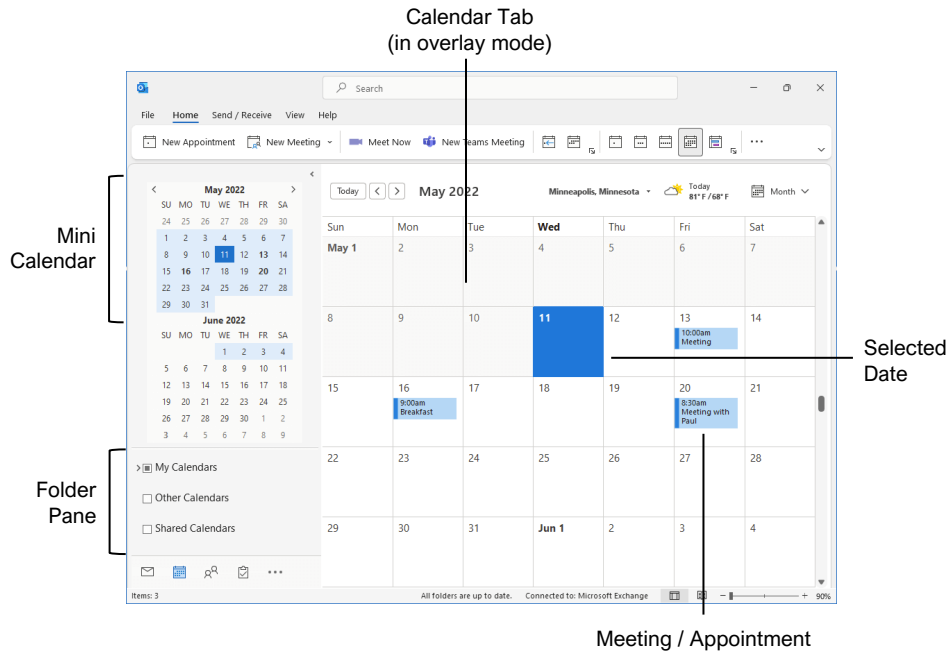 Calendar Tab
(in overlay mode)
Search
File Home Send / Receive View Help
New Appointment New Meeting Meet Now New Teams Meeting
Mini
Calendar
May 2022
SU MO TU WE TH FR SA
24 25 26 27 28 29 30
1 2 3 4 5 6 7
8 9 10 11 12 13 14
15 16 17 18 19 20 21
22 23 24 25 26 27 28
29 30 31
June 2022
SU MO TU WE TH FR SA
1 2 3 4
5 6 7 8 9 10 11
12 13 14 15 16 17 18
19 20 21 22 23 24 25
26 27 28 29 30 1 2
3 4 5 6 7 8 9
Folder
Pane
My Calendars
Other Calendars
Shared Calendars
Today May 2022 Minneapolis, Minnesota Today
81°F/68°F Month
Sun Mon Tue Wed Thu Fri Sat
May 1 2 3 4 5 6 7
8 9 10 11 12 13 14
10:00am
Meeting
Selected
Date
15 16 17 18 19 20 21
9:00am
Breakfast
8:30am
Meeting with
Paul
22 23 24 25 26 27 28
29 30 31 Jun 1 2 3 4
Items: 3 All folders are up to date. Connected to: Microsoft Exchange 90%
Meeting / Appointment